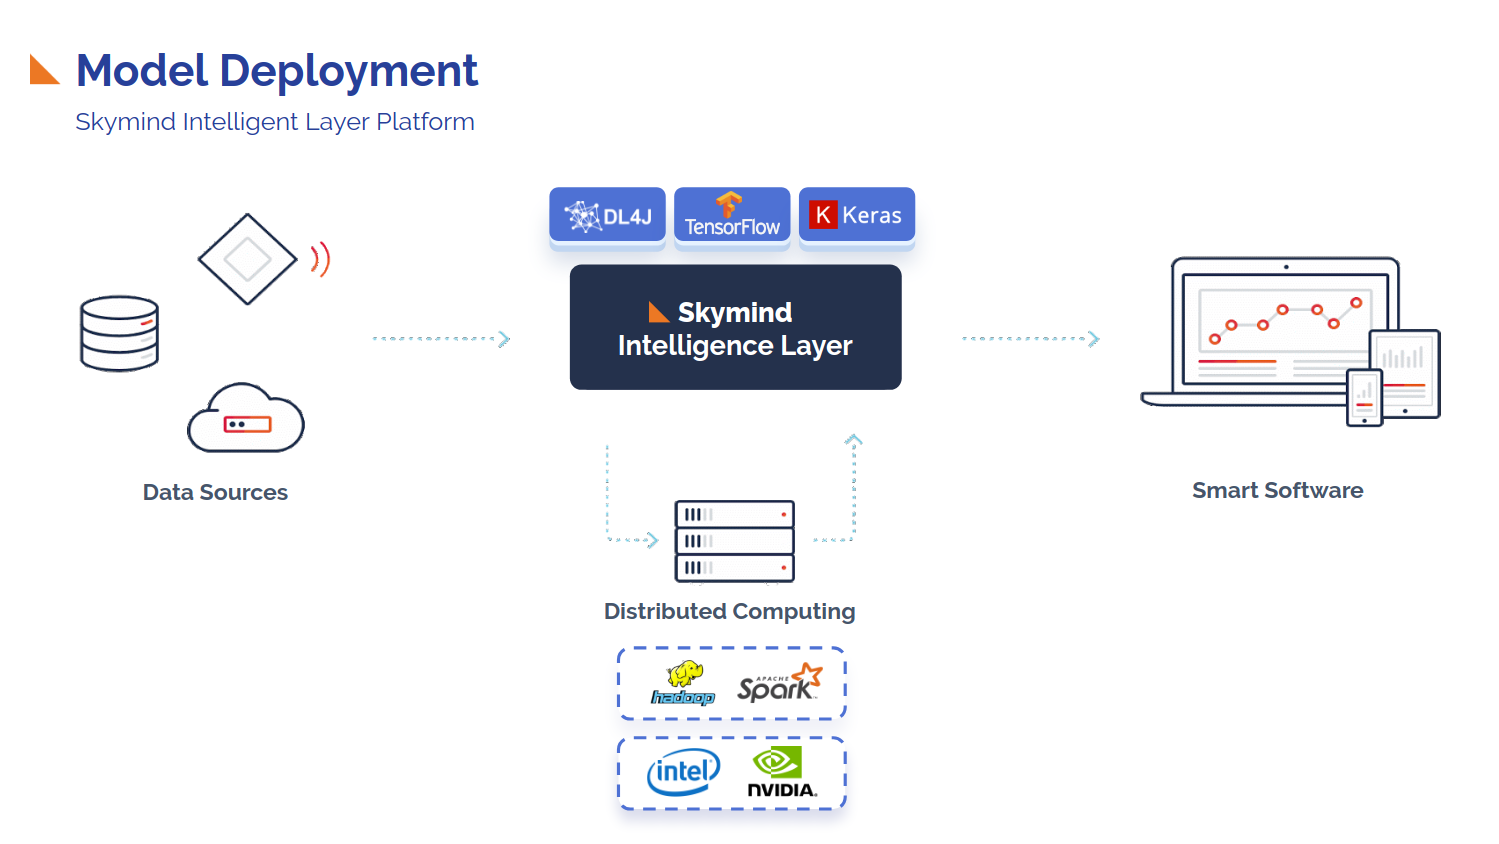 Model Deployment
Skymind Intelligent Layer Platform
DL4J
TensorFlow
K Keras
Skymind
Intelligence Layer
Data Sources
Smart Software
Distributed Computing
hadoop
APACHE
Spark™
intel
NVIDIA.